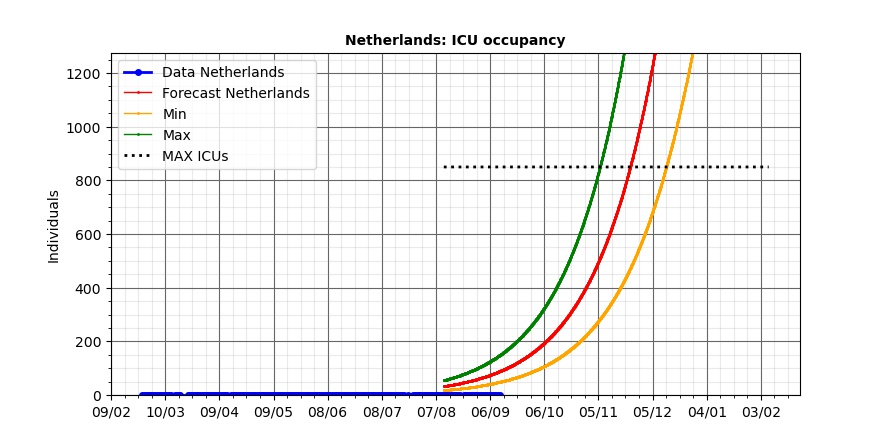 Netherlands: ICU occupancy
Individuals
1200
1000
800
600
400
200
0
Data Netherlands
Forecast Netherlands
Min
Max
MAX ICUs
09/02 10/03 09/04 09/05 08/06 08/07 07/08 06/09 06/10 05/11 05/12 04/01 03/02